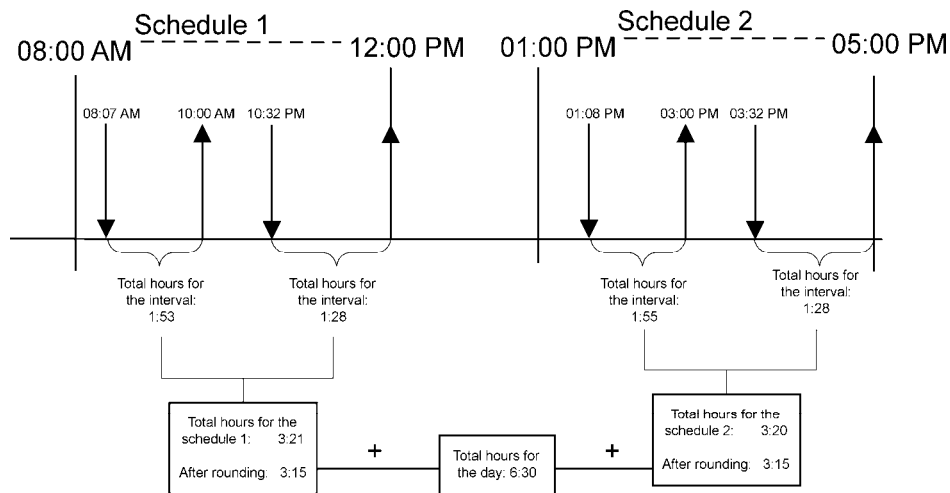 Schedule 1
08:00 AM
12:00 PM
Schedule 2
01:00 PM
05:00 PM
08:07 AM
10:00 AM
10:32 PM
01:08 PM
03:00 PM
03:32 PM
Total hours for
the interval:
1:53
Total hours for
the interval:
1:28
Total hours for
the interval:
1:55
Total hours for
the interval:
1:28
Total hours for the
schedule 1: 3:21
After rounding: 3:15
+
Total hours for
the day: 6:30
+
Total hours for the
schedule 2: 3:20
After rounding: 3:15